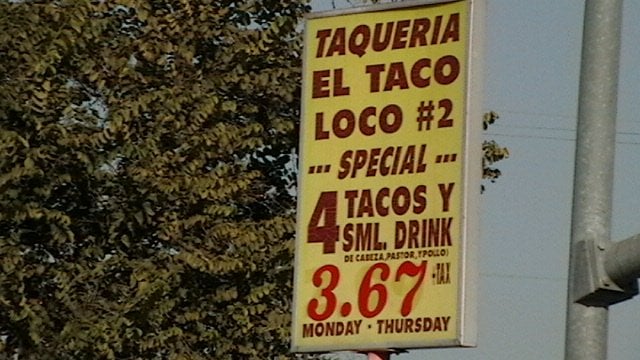 TAQUERIA
EL TACO
LOCO #2
... SPECIAL ...
4 TACOS Y
SML. DRINK
DE CABEZA, PASTOR, Y POLLO)
3.67 +TAX
MONDAY - THURSDAY